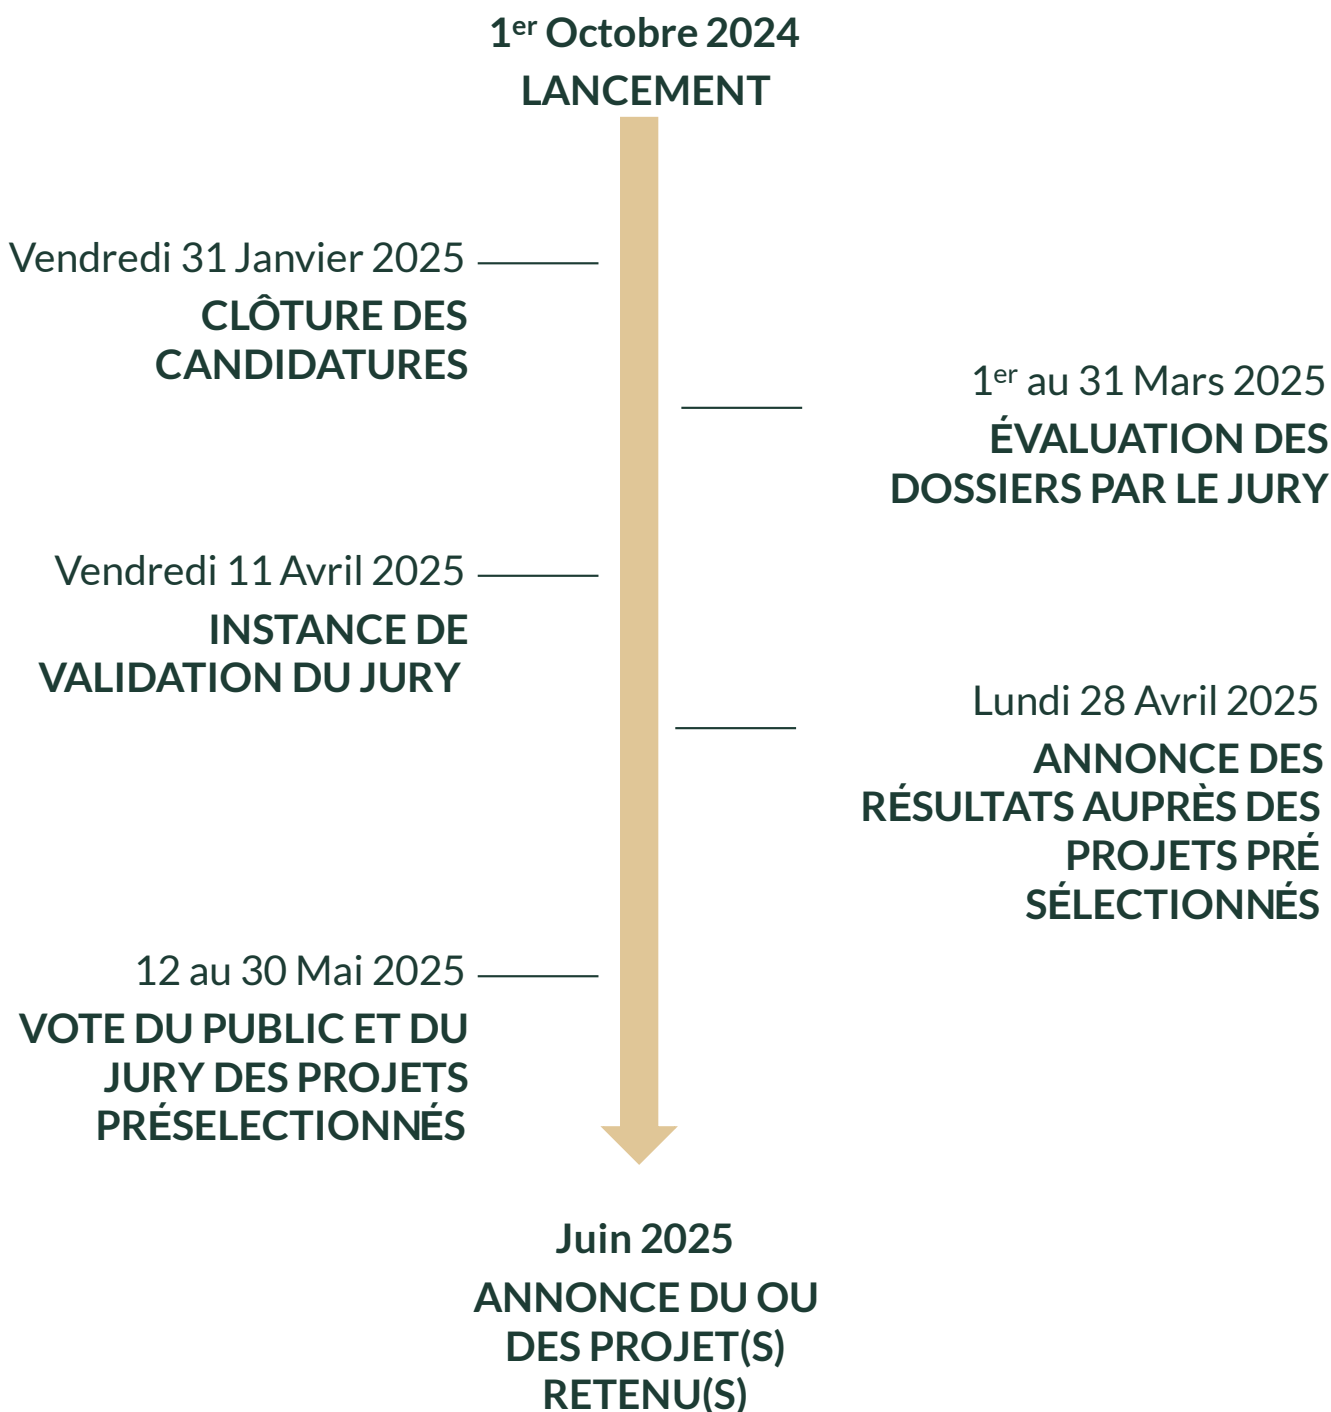 1er Octobre 2024
LANCEMENT
Vendredi 31 Janvier 2025
CLÔTURE DES
CANDIDATURES
1er au 31 Mars 2025
ÉVALUATION DES
DOSSIERS PAR LE JURY
Vendredi 11 Avril 2025
INSTANCE DE
VALIDATION DU JURY
Lundi 28 Avril 2025
ANNONCE DES
RÉSULTATS AUPRÈS DES
PROJETS PRÉ
SÉLECTIONNÉS
12 au 30 Mai 2025
VOTE DU PUBLIC ET DU
JURY DES PROJETS
PRÉSELECTIONNÉS
Juin 2025
ANNONCE DU OU
DES PROJET(S)
RETENU(S)